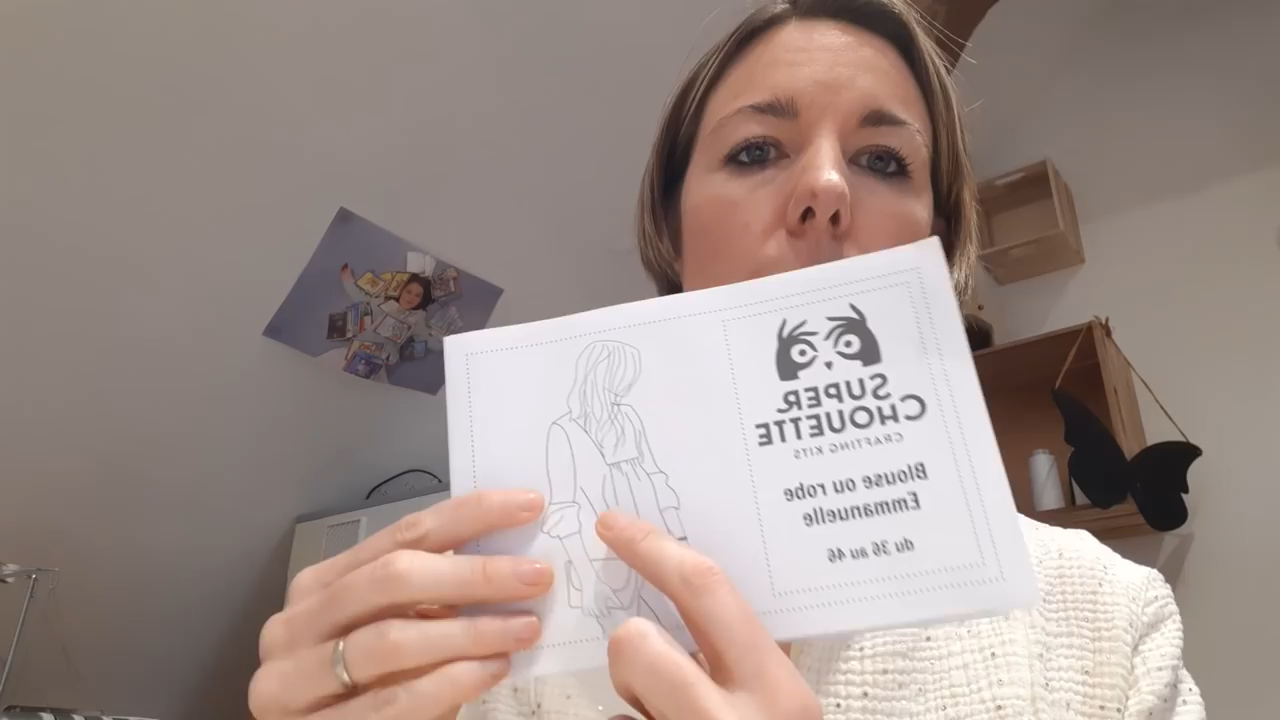 SUPER
CHOUETTE
CRAFTING KITS
Blouse ou robe
Emmanuelle
du 36 au 46